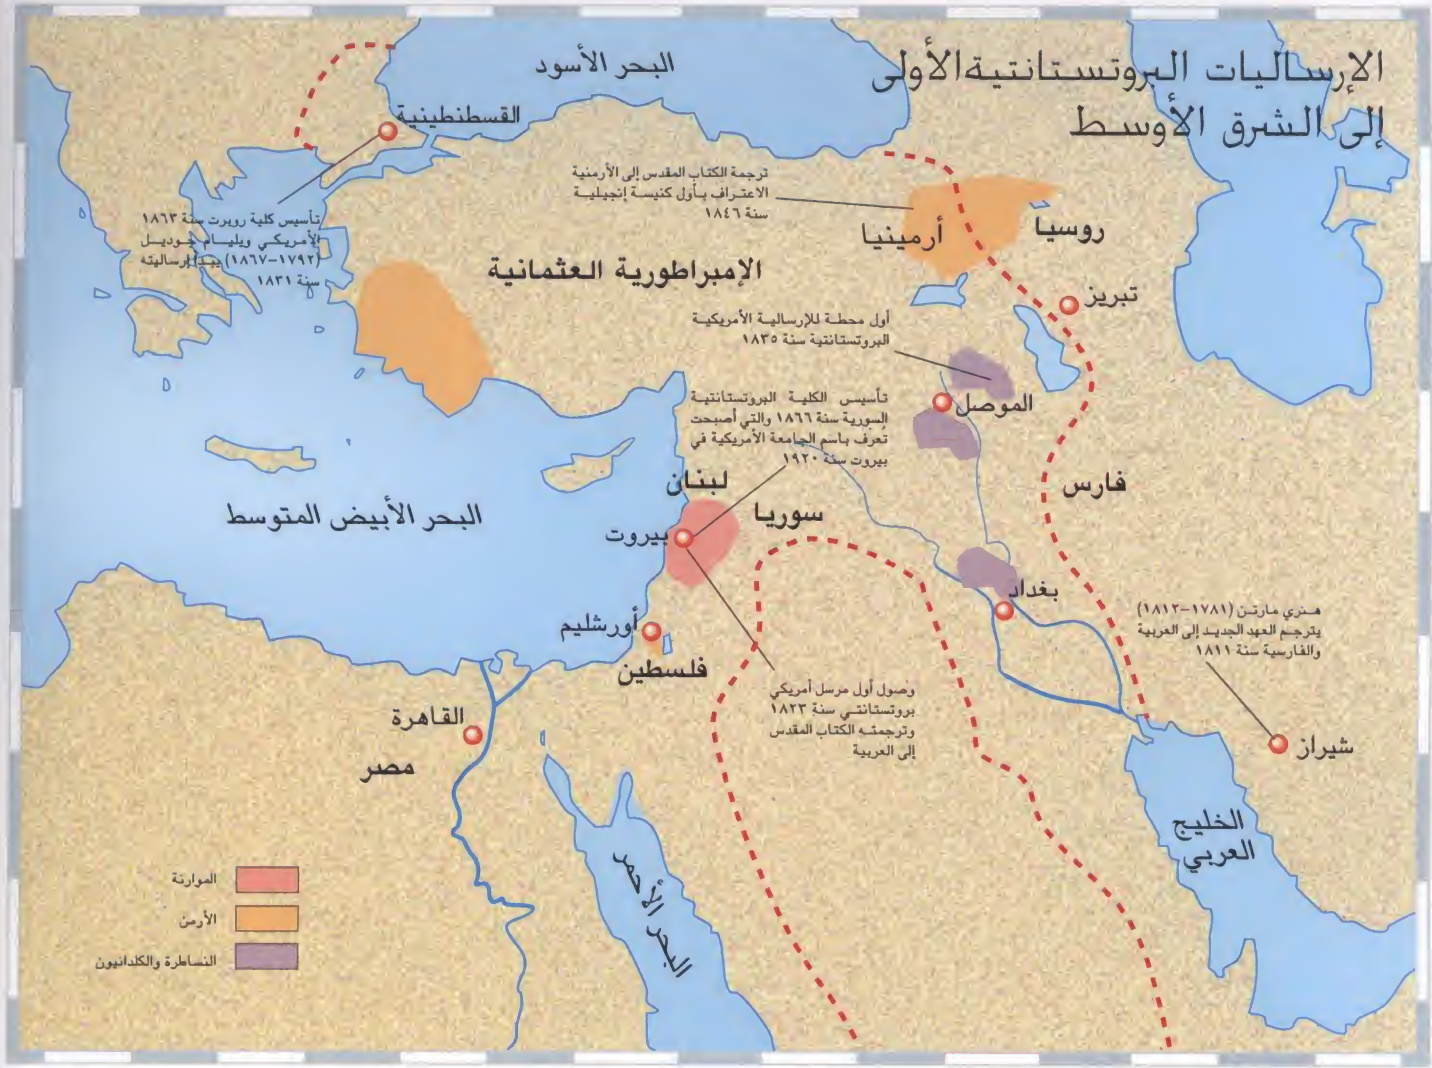 الإرساليات البروتستانتية الأولى
إلى الشرق الأوسط
البحر الأسود
القسطنطينية
ترجمة الكتاب المقدس إلى الأرمنية
الاعتراف بأول كنيسة إنجيلية
سنة ١٨٤٦
تأسيس كلية روبرت سنة ١٨٦٣
الأمريكي ويليام جوديل
(١٧٩٢-١٨٦٧) يبدأ إرساليته
سنة ١٨٣١
روسيا
أرمينيا
الإمبراطورية العثمانية
تبريز
أول محطة للإرسالية الأمريكية
البروتستانتية سنة ١٨٣٥
الموصل
تأسيس الكلية البروتستانتية
السورية سنة ١٨٦٦ والتي أصبحت
تُعرف باسم الجامعة الأمريكية في
بيروت سنة ١٩٢٠
فارس
لبنان
سوريا
البحر الأبيض المتوسط
بيروت
بغداد
هنري مارتن (١٧٨١-١٨١٢)
يترجم العهد الجديد إلى العربية
والفارسية سنة ١٨١١
أورشليم
فلسطين
وصول أول مرسل أمريكي
بروتستانتي سنة ١٨٢٣
وترجمته الكتاب المقدس
إلى العربية
القاهرة
مصر
شيراز
الخليج
العربي
البحر الأحمر
الموارنة
الأرمن
النساطرة والكلدانيون